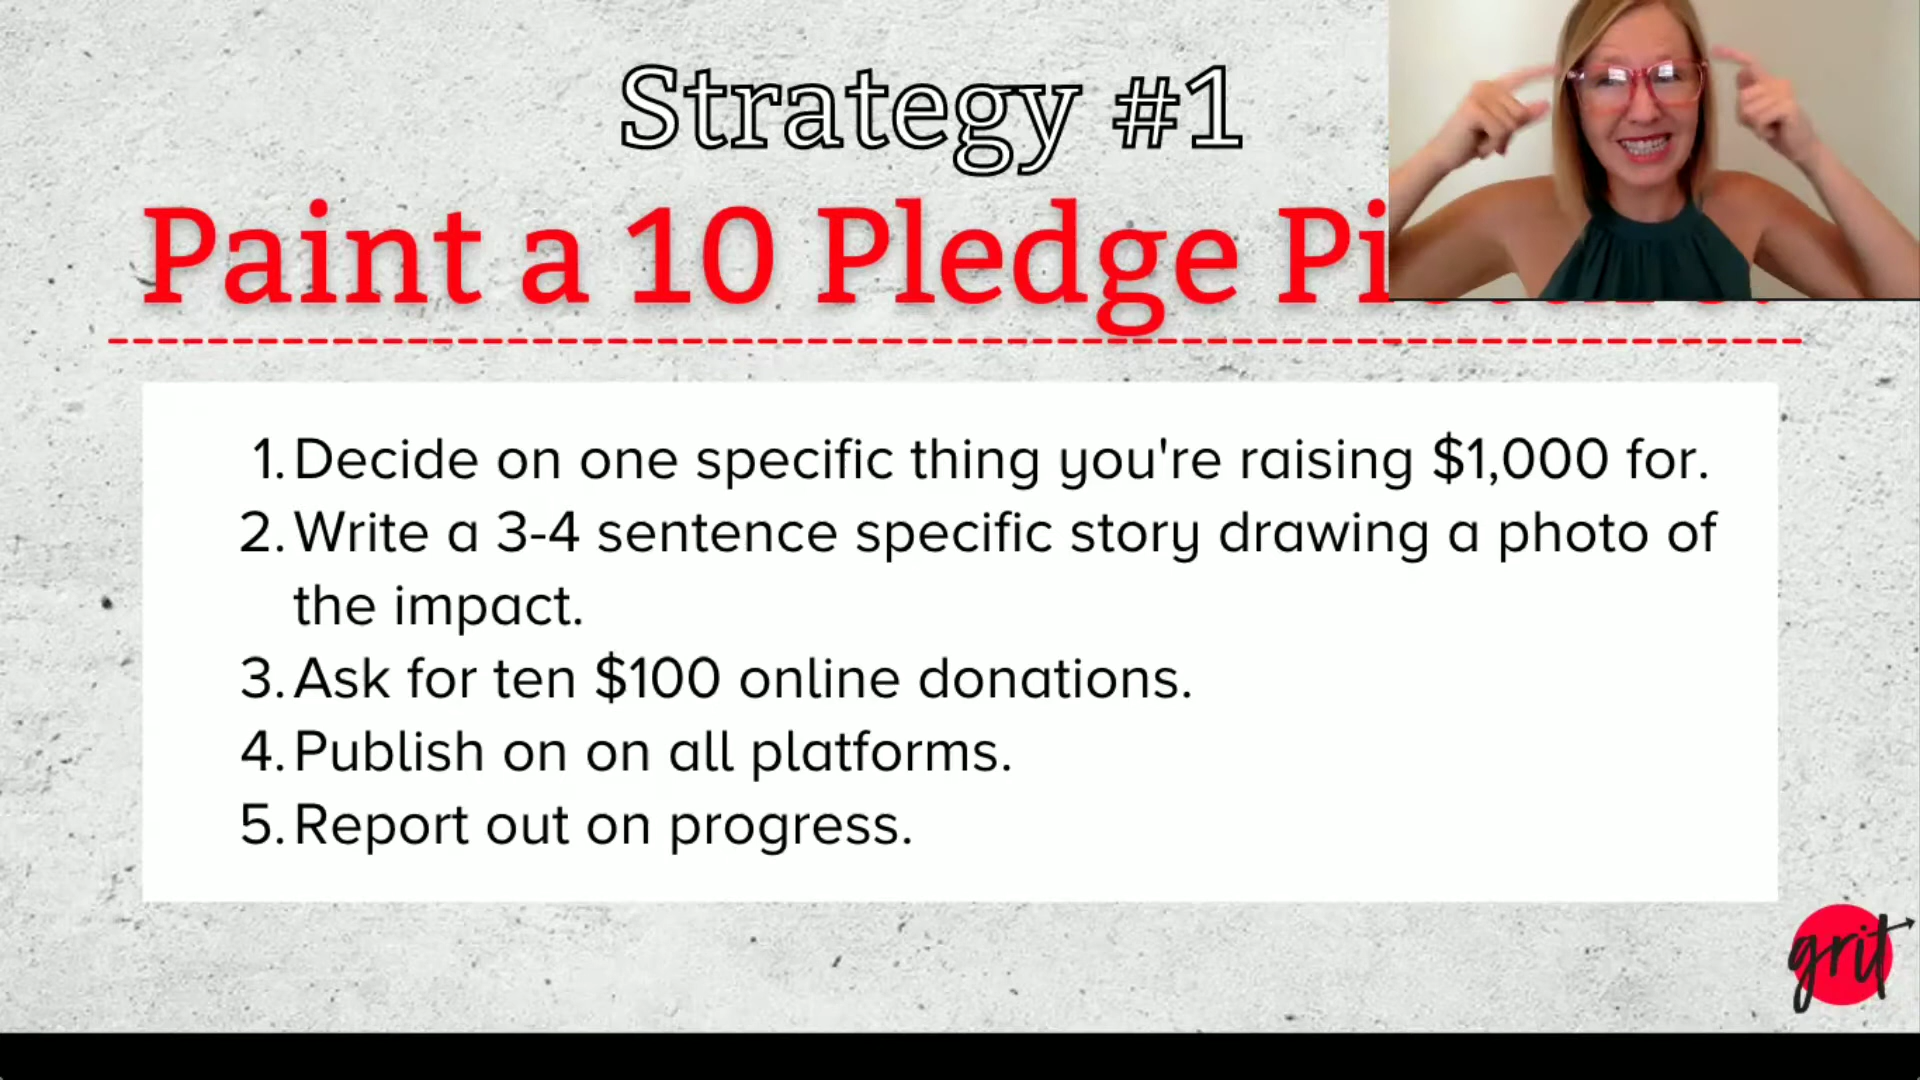 Strategy #1
Paint a 10 Pledge
1. Decide on one specific thing you're raising $1,000 for.
2. Write a 3-4 sentence specific story drawing a photo of
the impact.
3. Ask for ten $100 online donations.
4. Publish on on all platforms.
5. Report out on progress.
grit